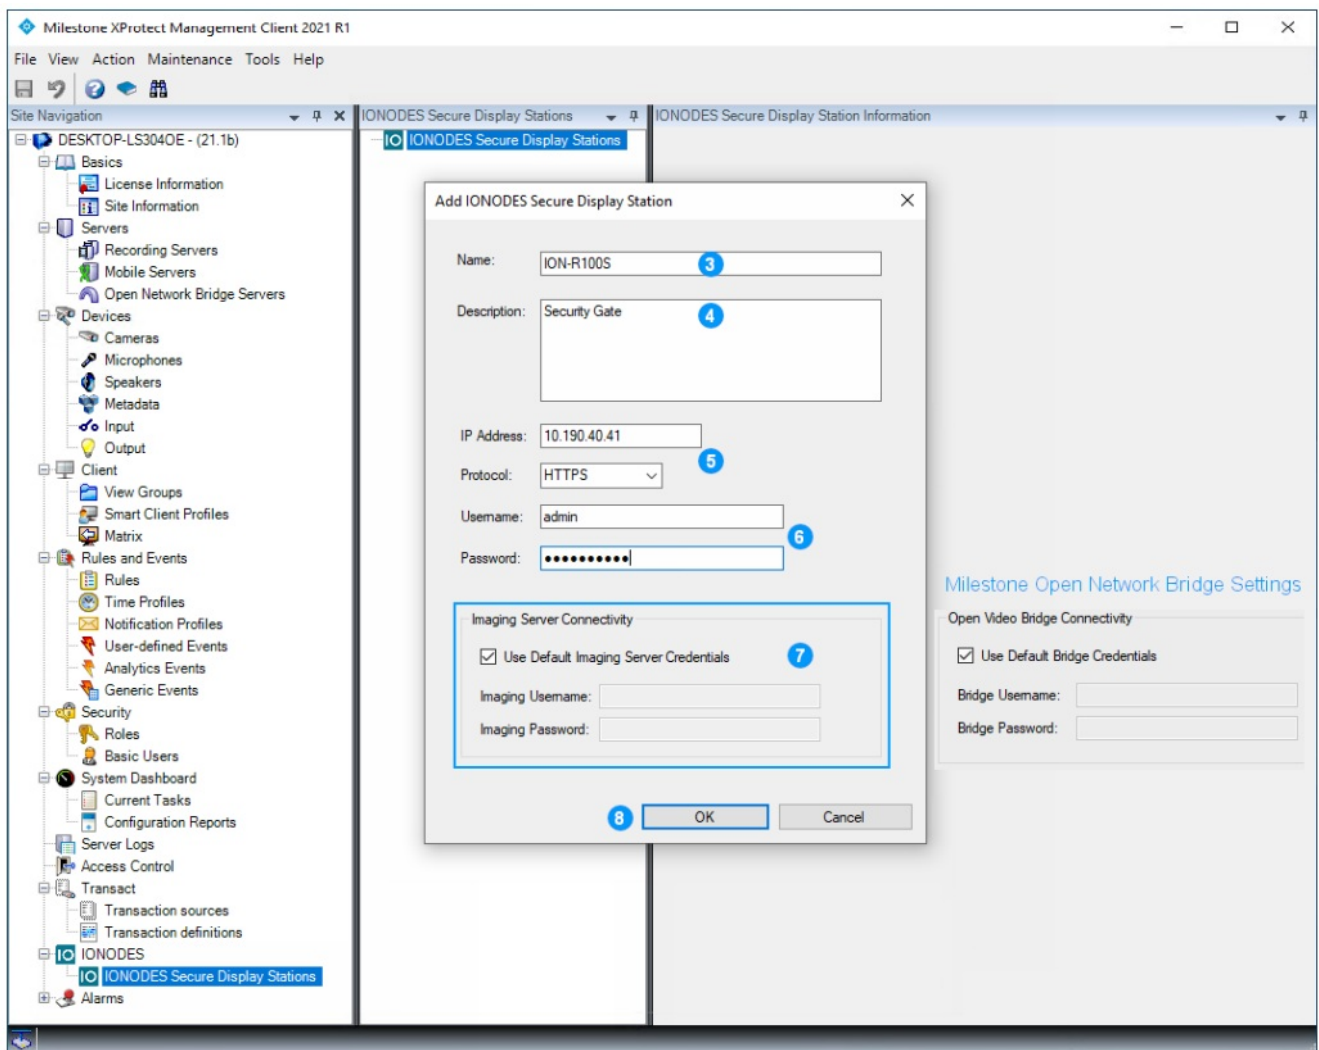 Milestone XProtect Management Client 2021 R1
File View Action Maintenance Tools Help
Site Navigation
DESKTOP-LS304OE - (21.1b)
Basics
License Information
Site Information
Servers
Recording Servers
Mobile Servers
Open Network Bridge Servers
Devices
Cameras
Microphones
Speakers
Metadata
Input
Output
Client
View Groups
Smart Client Profiles
Matrix
Rules and Events
Rules
Time Profiles
Notification Profiles
User-defined Events
Analytics Events
Generic Events
Security
Roles
Basic Users
System Dashboard
Current Tasks
Configuration Reports
Server Logs
Access Control
Transact
Transaction sources
Transaction definitions
IO IONODES
IO IONODES Secure Display Stations
Alarms
IONODES Secure Display Stations
IO IONODES Secure Display Stations
IONODES Secure Display Station Information
Add IONODES Secure Display Station
Name: ION-R100S 3
Description: Security Gate 4
IP Address: 10.190.40.41
5
Protocol: HTTPS
Username: admin
6
Password: ●●●●●●●●●●
Imaging Server Connectivity
Use Default Imaging Server Credentials 7
Imaging Username:
Imaging Password:
8 OK Cancel
Milestone Open Network Bridge Settings
Open Video Bridge Connectivity
Use Default Bridge Credentials
Bridge Username:
Bridge Password: